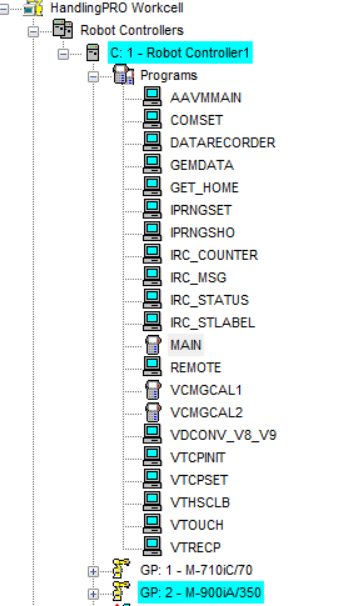 HandlingPRO Workcell
Robot Controllers
C: 1 - Robot Controller1
Programs
AAVMMAIN
COMSET
DATARECORDER
GEMDATA
GET_HOME
IPRNGSET
IPRNGSHO
IRC_COUNTER
IRC_MSG
IRC_STATUS
IRC_STLABEL
MAIN
REMOTE
VCMGCAL1
VCMGCAL2
VDCONV_V8_V9
VTCPINIT
VTCPSET
VTHSCLB
VTOUCH
VTRECP
GP: 1 - M-710iC/70
GP: 2 - M-900iA/350